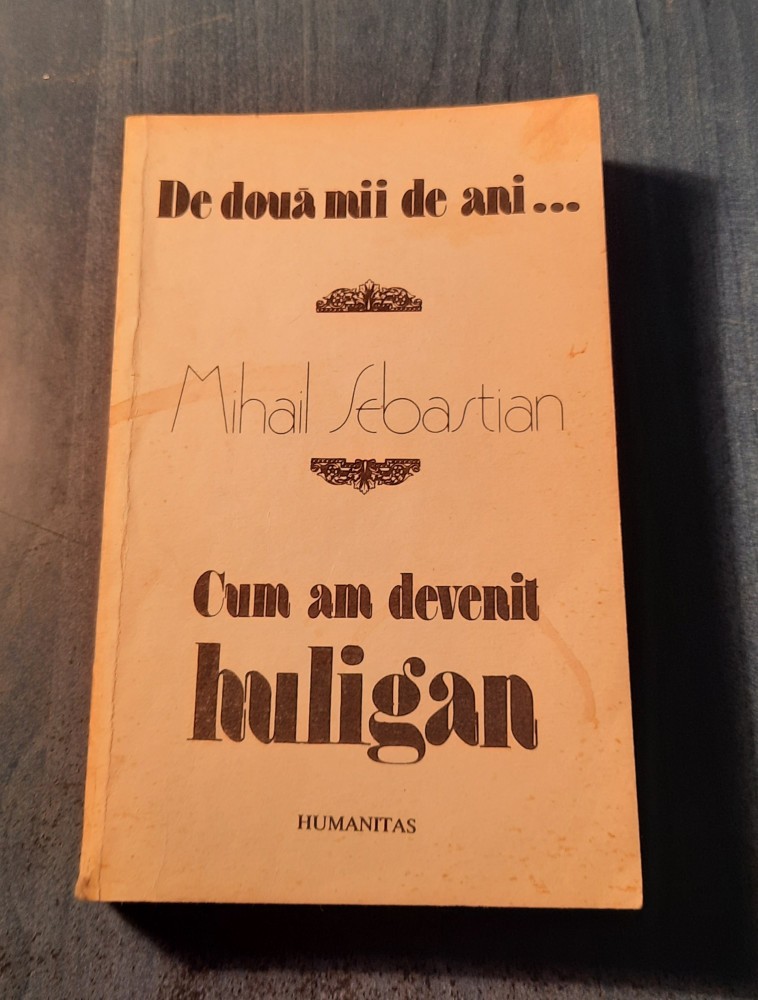 De două mii de ani...
Mihail Sebastian
Cum am devenit
huligan
HUMANITAS